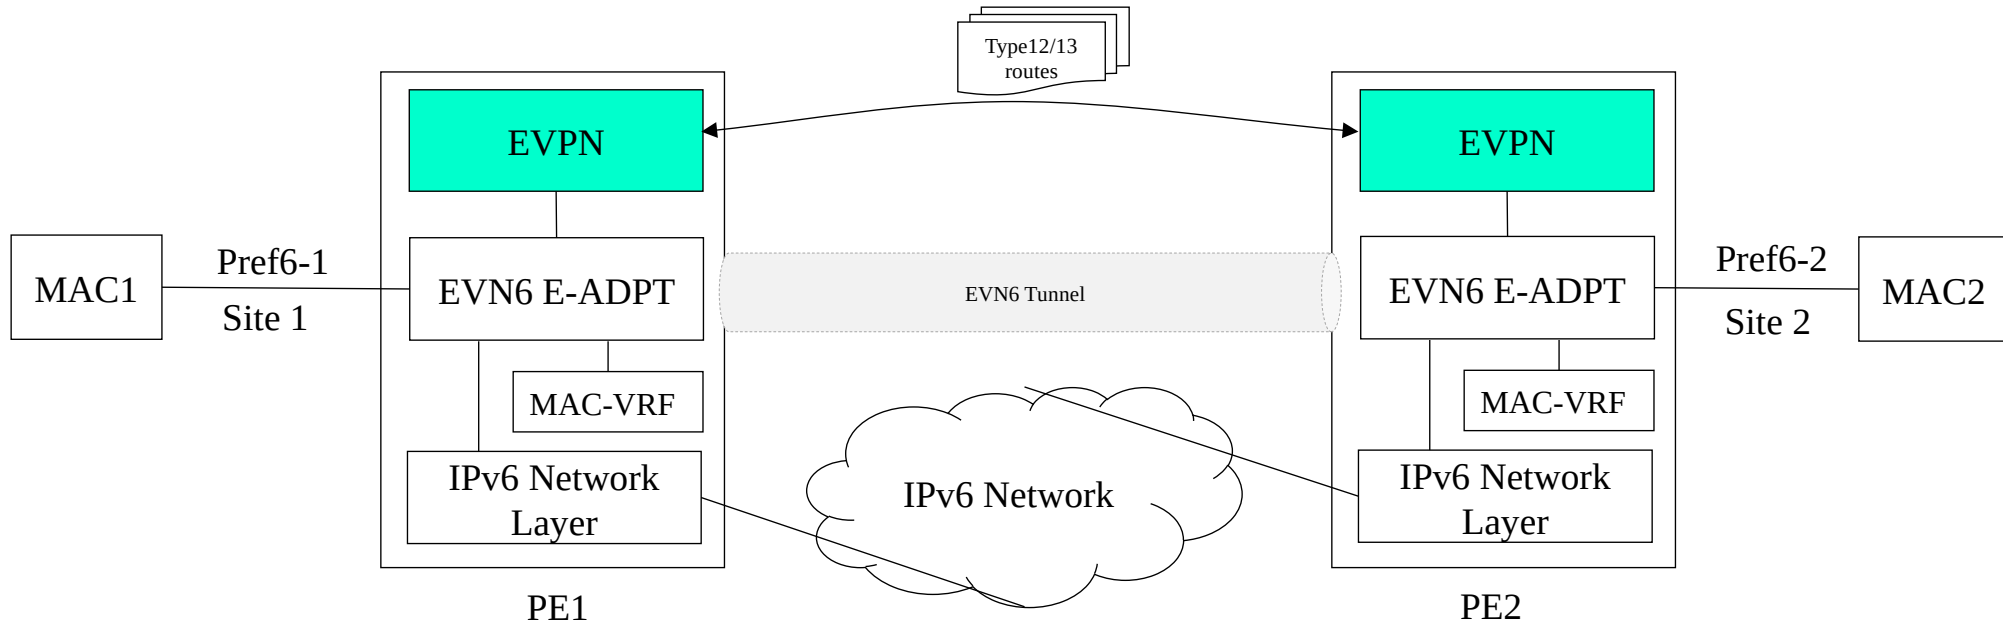 Type12/13
routes
EVPN
EVPN
MAC1
Pref6-1
Site 1
EVN6 E-ADPT
EVN6 Tunnel
EVN6 E-ADPT
Pref6-2
Site 2
MAC2
MAC-VRF
MAC-VRF
IPv6 Network
Layer
IPv6 Network
IPv6 Network
Layer
PE1
PE2